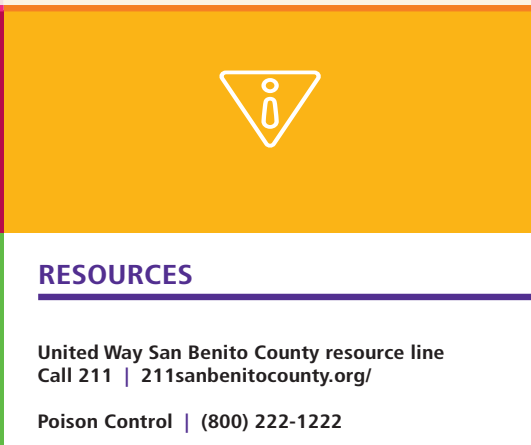 RESOURCES
United Way San Benito County resource line
Call 211 | 211sanbenitocounty.org/
Poison Control | (800) 222-1222